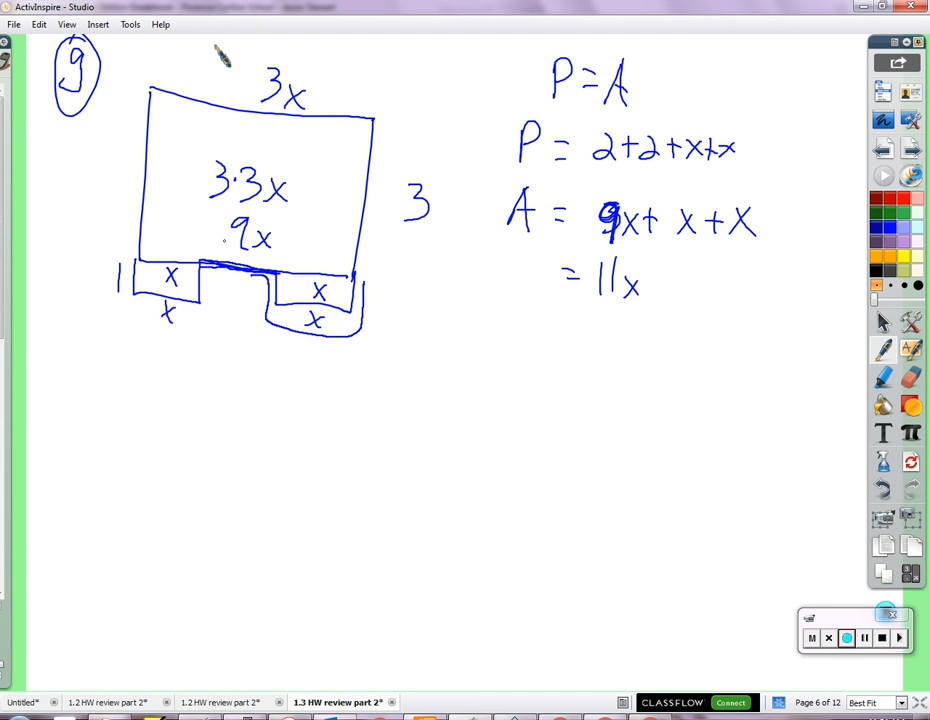 ActivInspire - Studio
File Edit View Insert Tools Help
9
3x
3·3x
9x
3
1
x
x
x
x
P = A
P = 2+2+x+x
A = 9x+ x + x
= 11x
M
Untitled* 1.2 HW review part 2* 1.2 HW review part 2* 1.3 HW review part 2*
CLASSFLOW Connect Page 6 of 12 Best Fit